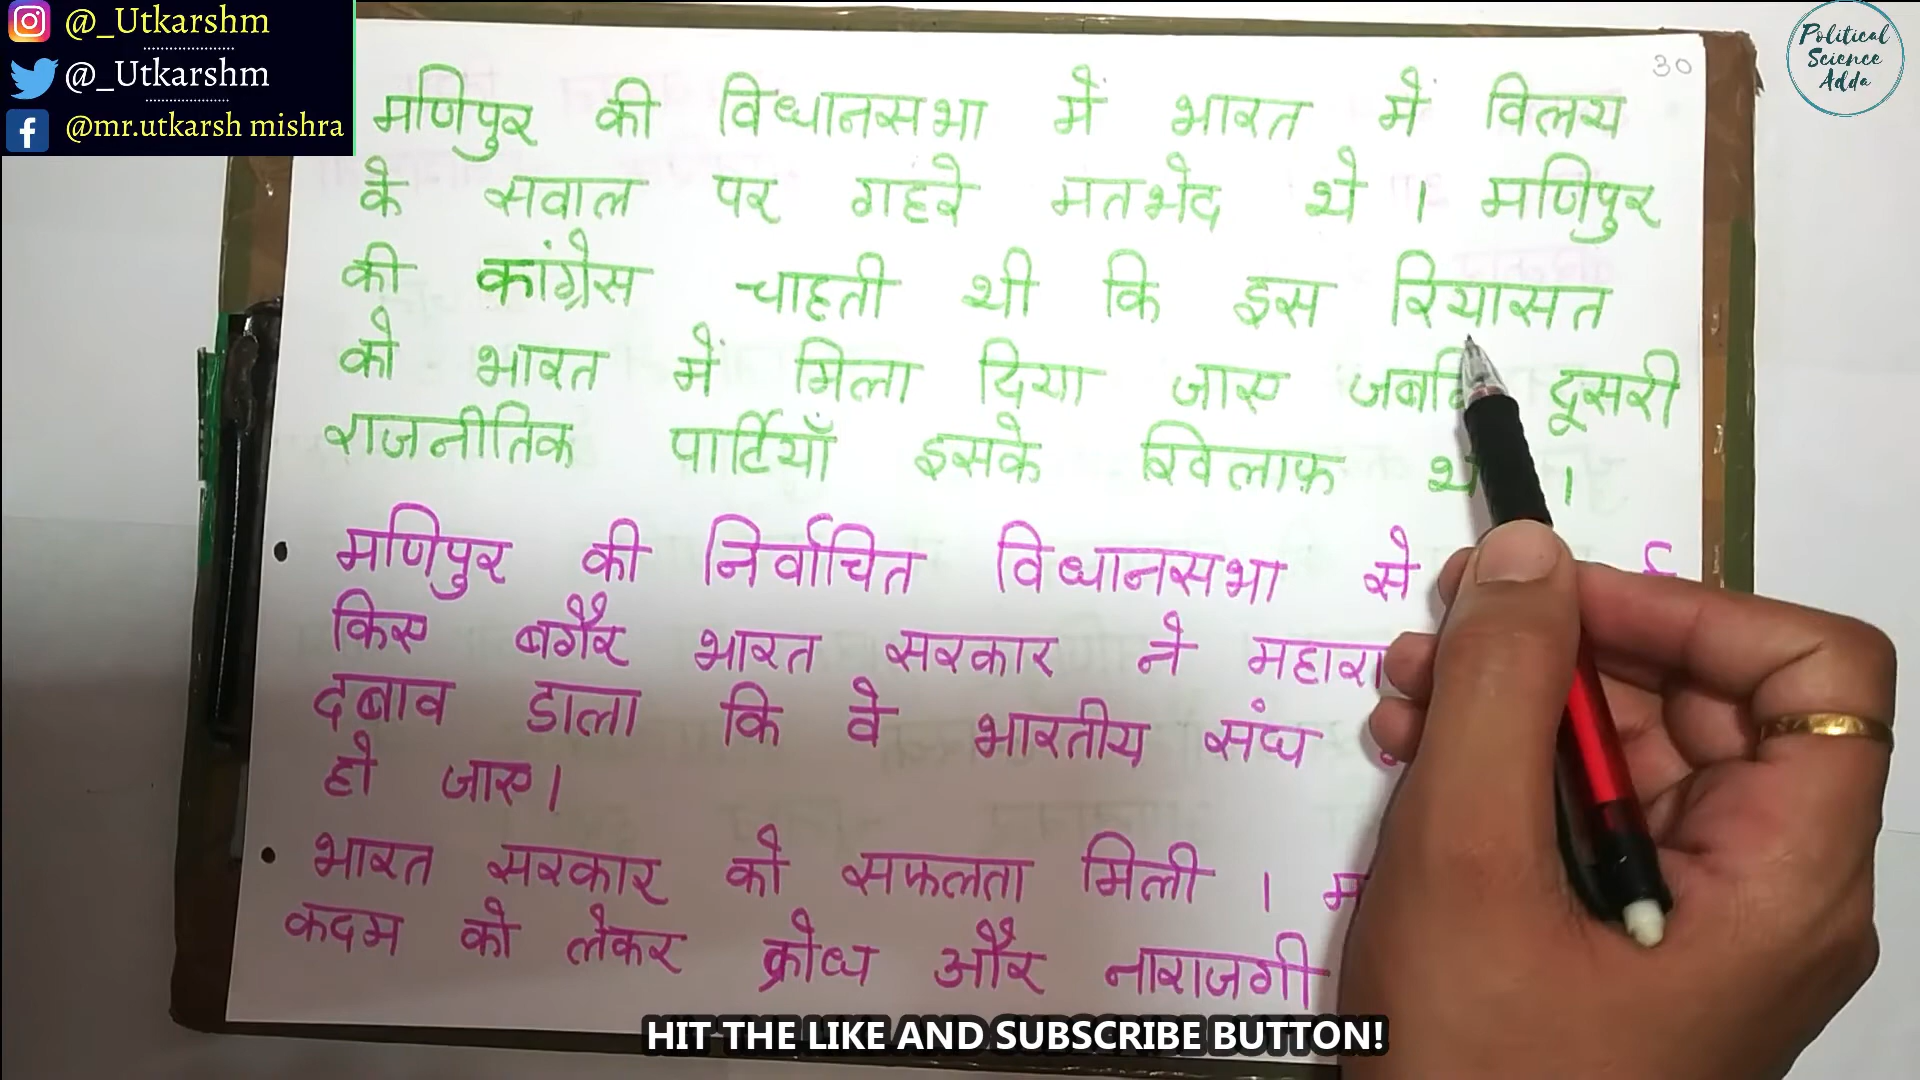 @_Utkarshm
@_Utkarshm
@mr.utkarsh mishra
Political
Science
Adda
30
मणिपुर की विधानसभा में भारत में विलय
के सवाल पर गहरे मतभेद थे । मणिपुर
की कांग्रेस चाहती थी कि इस रियासत
को भारत में मिला दिया जाए जबकि दूसरी
राजनीतिक पार्टियाँ इसके खिलाफ़ ।
• मणिपुर की निर्वाचित विधानसभा से
किए बगैर भारत सरकार ने महारा
दबाव डाला कि वे भारतीय संघ
हो जाए।
• भारत सरकार को सफलता मिली । म
कदम को लेकर क्रोध और नाराजगी
HIT THE LIKE AND SUBSCRIBE BUTTON!